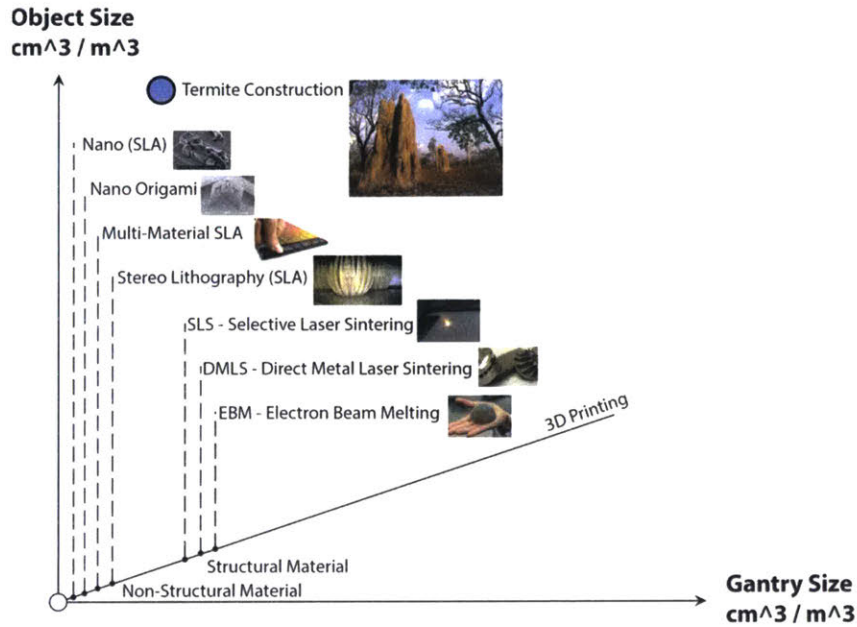 Object Size
cm^3 / m^3
Termite Construction
Nano (SLA)
Nano Origami
Multi-Material SLA
Stereo Lithography (SLA)
SLS - Selective Laser Sintering
DMLS - Direct Metal Laser Sintering
EBM - Electron Beam Melting
3D Printing
Structural Material
Non-Structural Material
Gantry Size
cm^3 / m^3